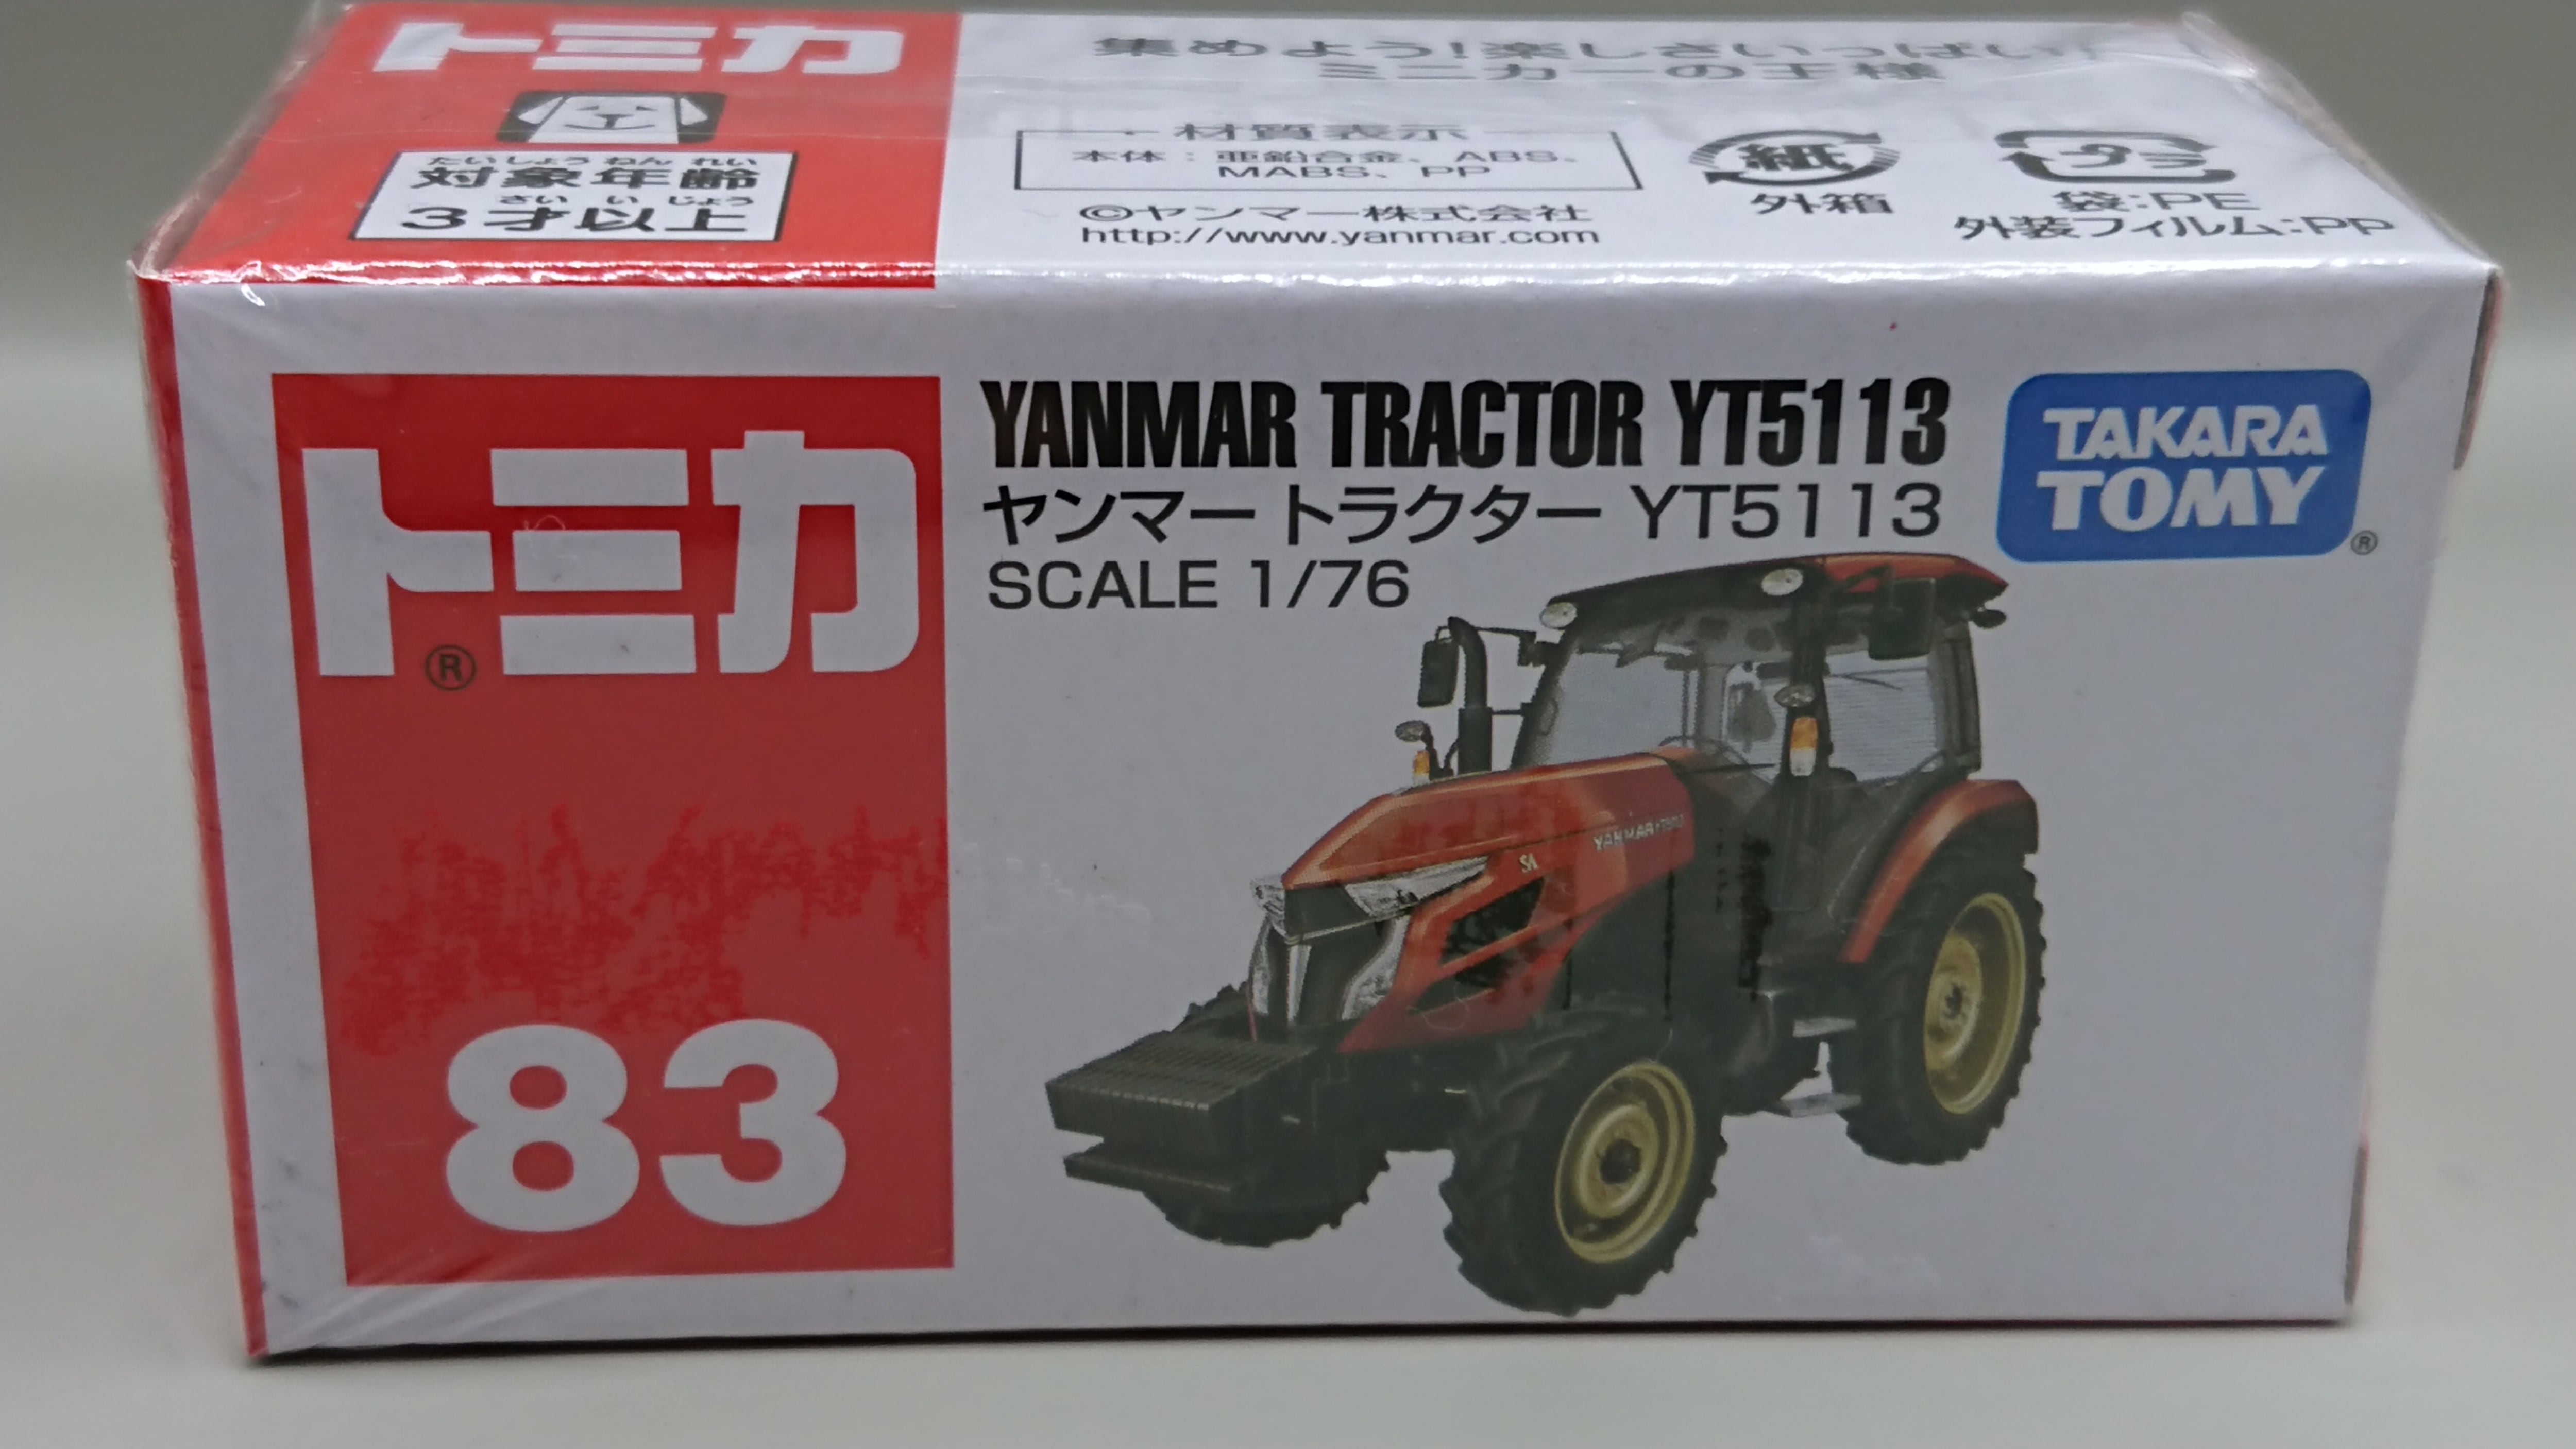 トミカ
たいしょうねんれい
対象年齢
さいいじょう
3才以上
集めよう!楽しさいっぱい!
ミニカーの王様
材質表示
本体:亜鉛合金、ABS、
MABS、PP
©ヤンマー株式会社
http://www.yanmar.com
紙
外箱
プラ
袋:PE
外装フィルム:PP
トミカ®
83
YANMAR TRACTOR YT5113
ヤンマー トラクター YT5113
SCALE 1/76
TAKARA
TOMY®
YANMAR
SA